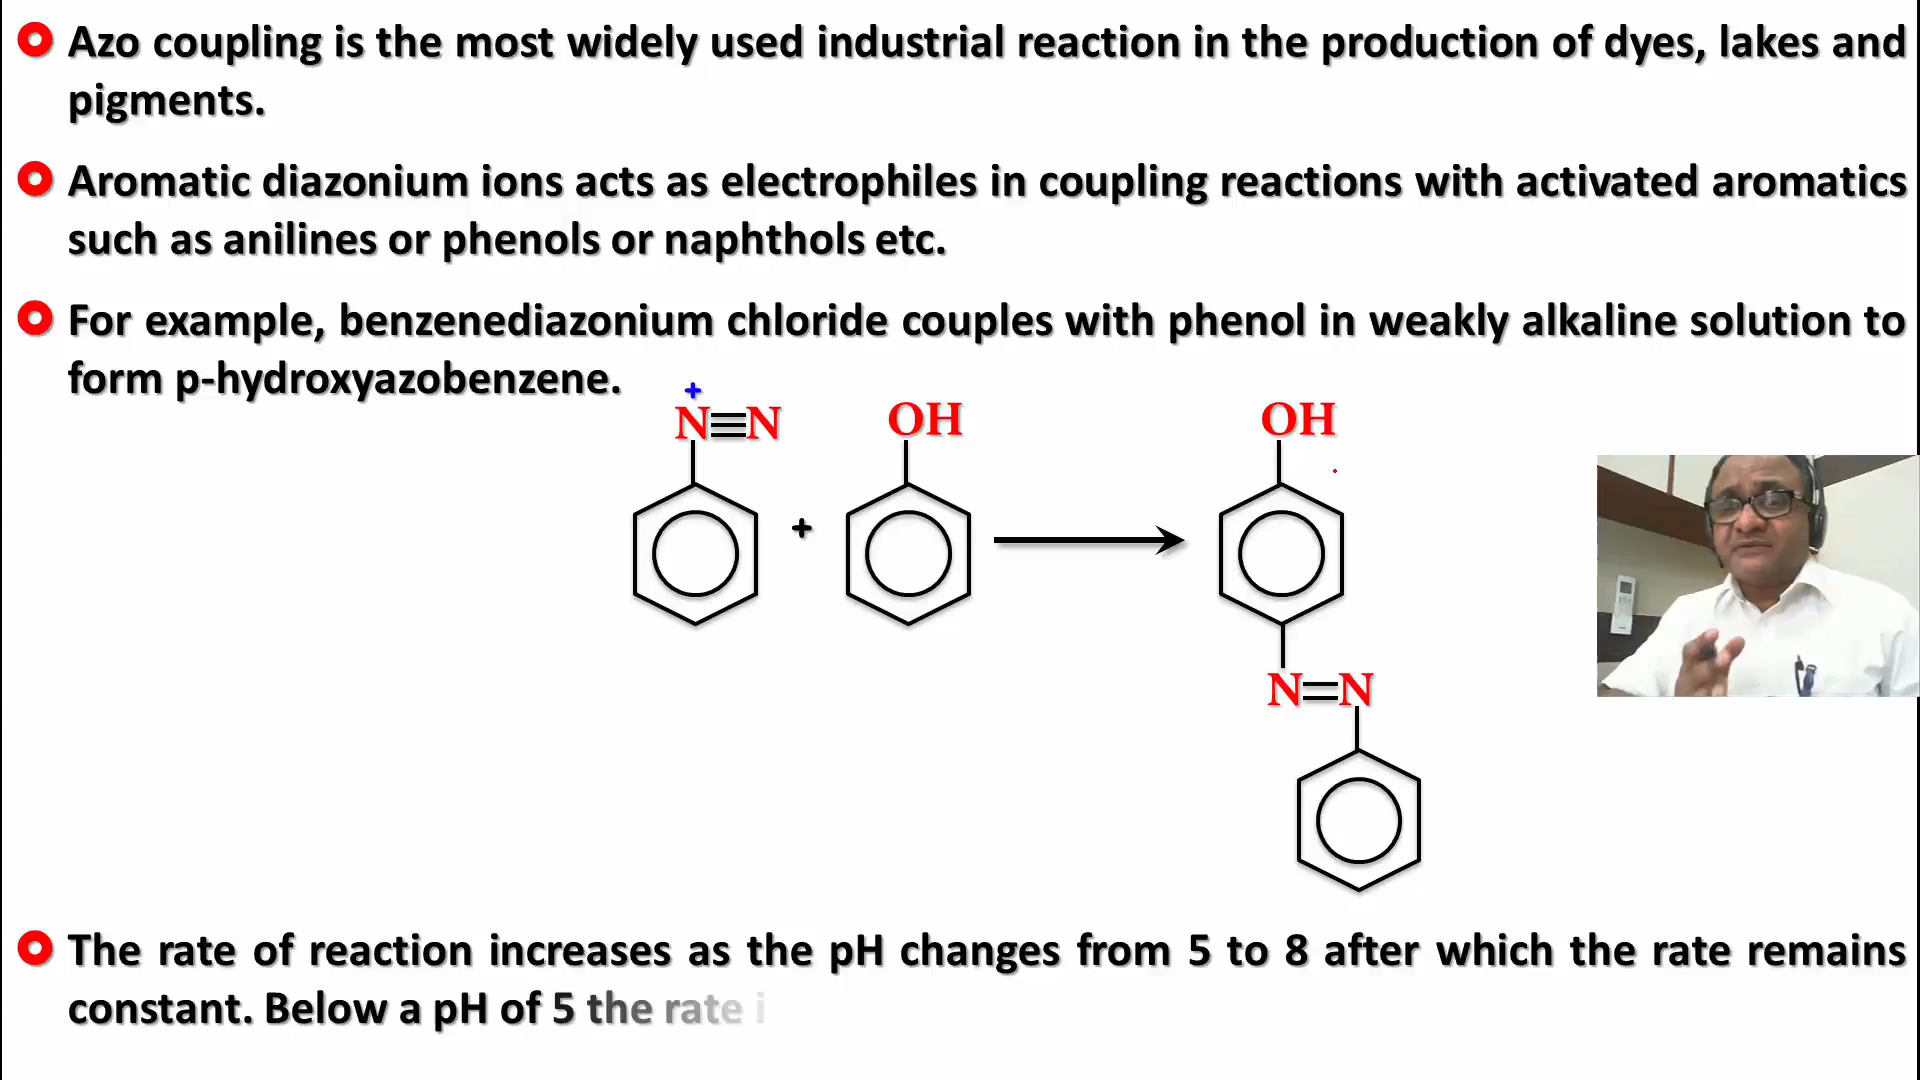 Azo coupling is the most widely used industrial reaction in the production of dyes, lakes and
pigments.
Aromatic diazonium ions acts as electrophiles in coupling reactions with activated aromatics
such as anilines or phenols or naphthols etc.
For example, benzenediazonium chloride couples with phenol in weakly alkaline solution to
form p-hydroxyazobenzene.
+
N≡N
OH
OH
+
N=N
The rate of reaction increases as the pH changes from 5 to 8 after which the rate remains
constant. Below a pH of 5 the rate i